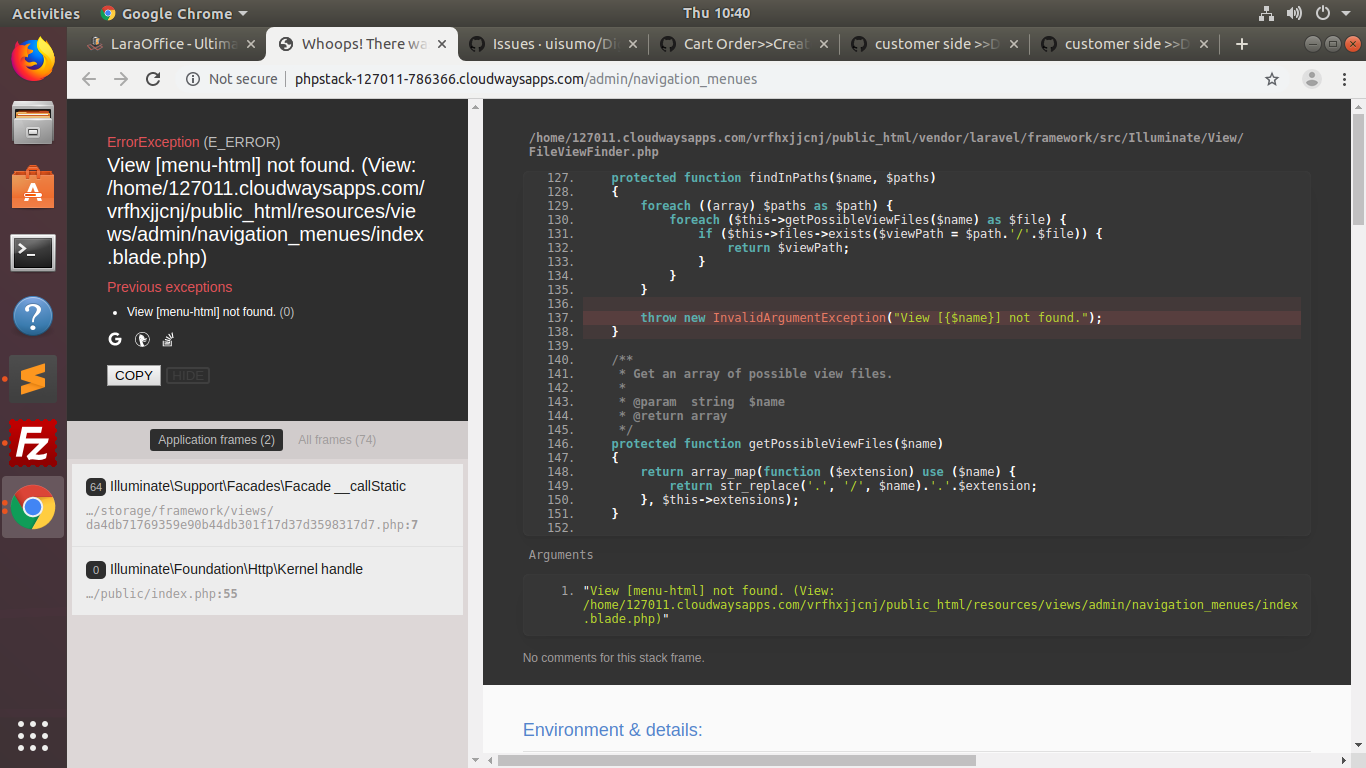 Activities
Google Chrome
Thu 10:40
LaraOffice - Ultima
Whoops! There wa
Issues · uisumo/Di
Cart Order>>Creat
customer side >>D
customer side >>D
Not secure
phpstack-127011-786366.cloudwaysapps.com/admin/navigation_menues
ErrorException (E_ERROR)
View [menu-html] not found. (View:
/home/127011.cloudwaysapps.com/
vrfhxjjcnj/public_html/resources/vie
ws/admin/navigation_menues/index
.blade.php)
Previous exceptions
• View [menu-html] not found. (0)
COPY
HIDE
Application frames (2)
All frames (74)
64 Illuminate\Support\Facades\Facade __callStatic
…/storage/framework/views/
da4db71769359e90b44db301f17d37d3598317d7.php:7
0 Illuminate\Foundation\Http\Kernel handle
…/public/index.php:55
/home/127011.cloudwaysapps.com/vrfhxjjcnj/public_html/vendor/laravel/framework/src/Illuminate/View/
FileViewFinder.php
127. protected function findInPaths($name, $paths)
128. {
129. foreach ((array) $paths as $path) {
130. foreach ($this->getPossibleViewFiles($name) as $file) {
131. if ($this->files->exists($viewPath = $path.'/'.$file)) {
132. return $viewPath;
133. }
134. }
135. }
136.
137. throw new InvalidArgumentException("View [{$name}] not found.");
138. }
139.
140. /**
141. * Get an array of possible view files.
142. *
143. * @param  string  $name
144. * @return array
145. */
146. protected function getPossibleViewFiles($name)
147. {
148. return array_map(function ($extension) use ($name) {
149. return str_replace('.', '/', $name).'.'.$extension;
150. }, $this->extensions);
151. }
152.
Arguments
1. "View [menu-html] not found. (View:
/home/127011.cloudwaysapps.com/vrfhxjjcnj/public_html/resources/views/admin/navigation_menues/index
.blade.php)"
No comments for this stack frame.
Environment & details: